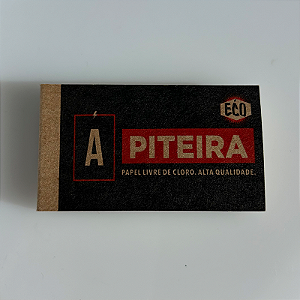 ECO
Á
PITEIRA
PAPEL LIVRE DE CLORO. ALTA QUALIDADE.